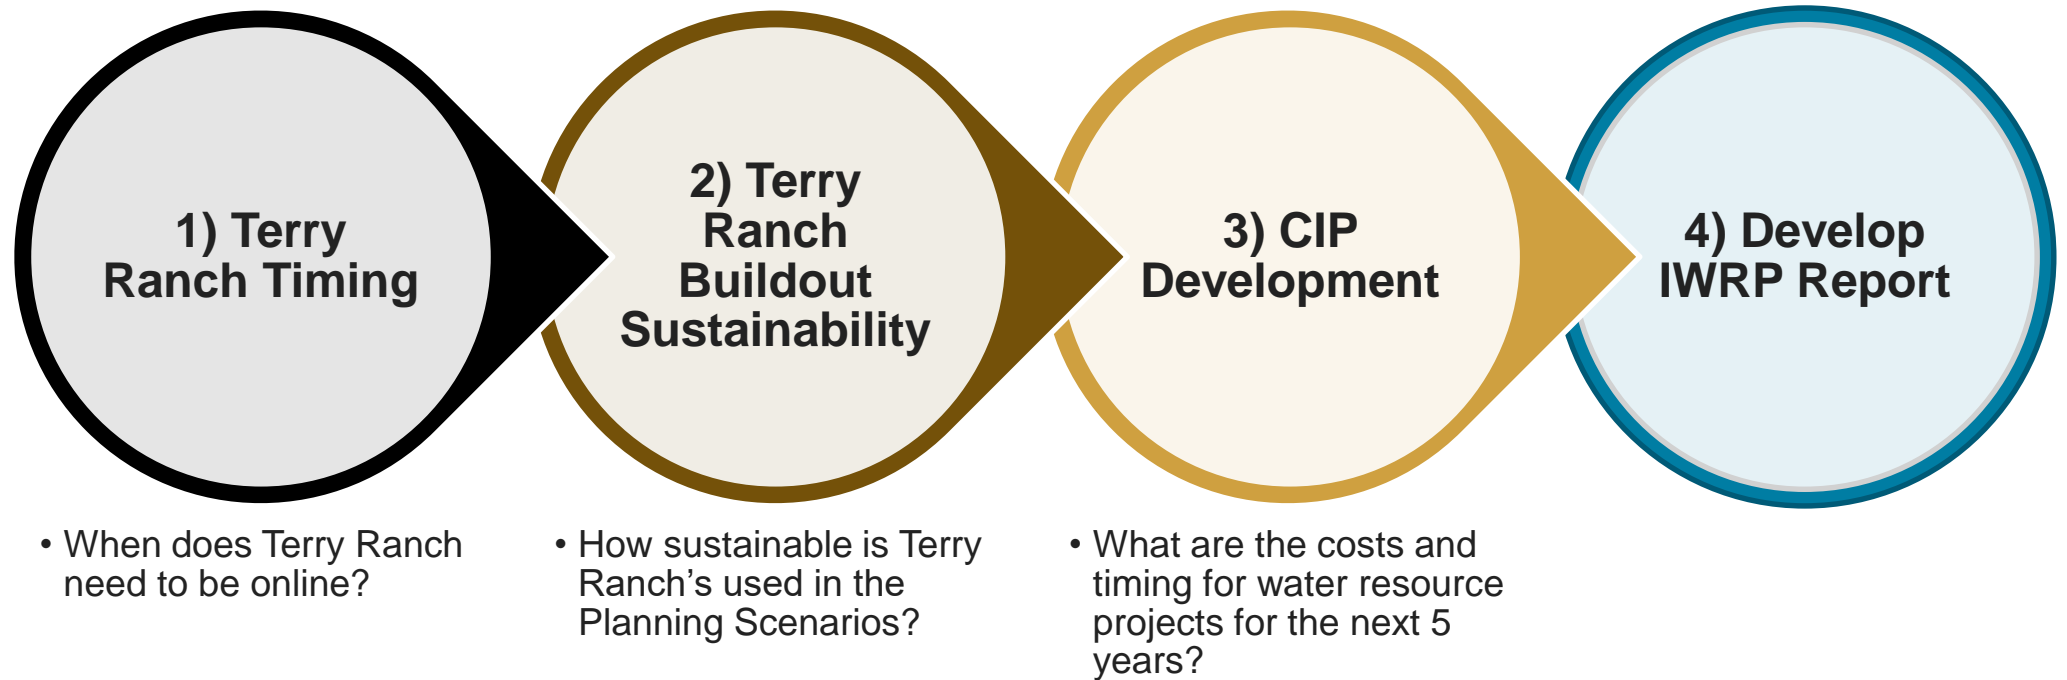 1) Terry
Ranch Timing
2) Terry
Ranch
Buildout
Sustainability
3) CIP
Development
4) Develop
IWRP Report
• When does Terry Ranch
need to be online?
• How sustainable is Terry
Ranch’s used in the
Planning Scenarios?
• What are the costs and
timing for water resource
projects for the next 5
years?